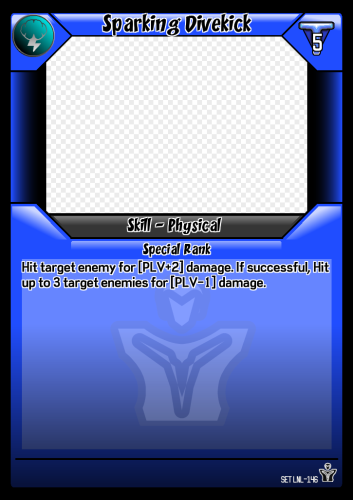 Sparking Divekick
5
Skill - Physical
Special Rank
Hit target enemy for [PLV+2] damage. If successful, Hit
up to 3 target enemies for [PLV-1] damage.
SET LNL-146